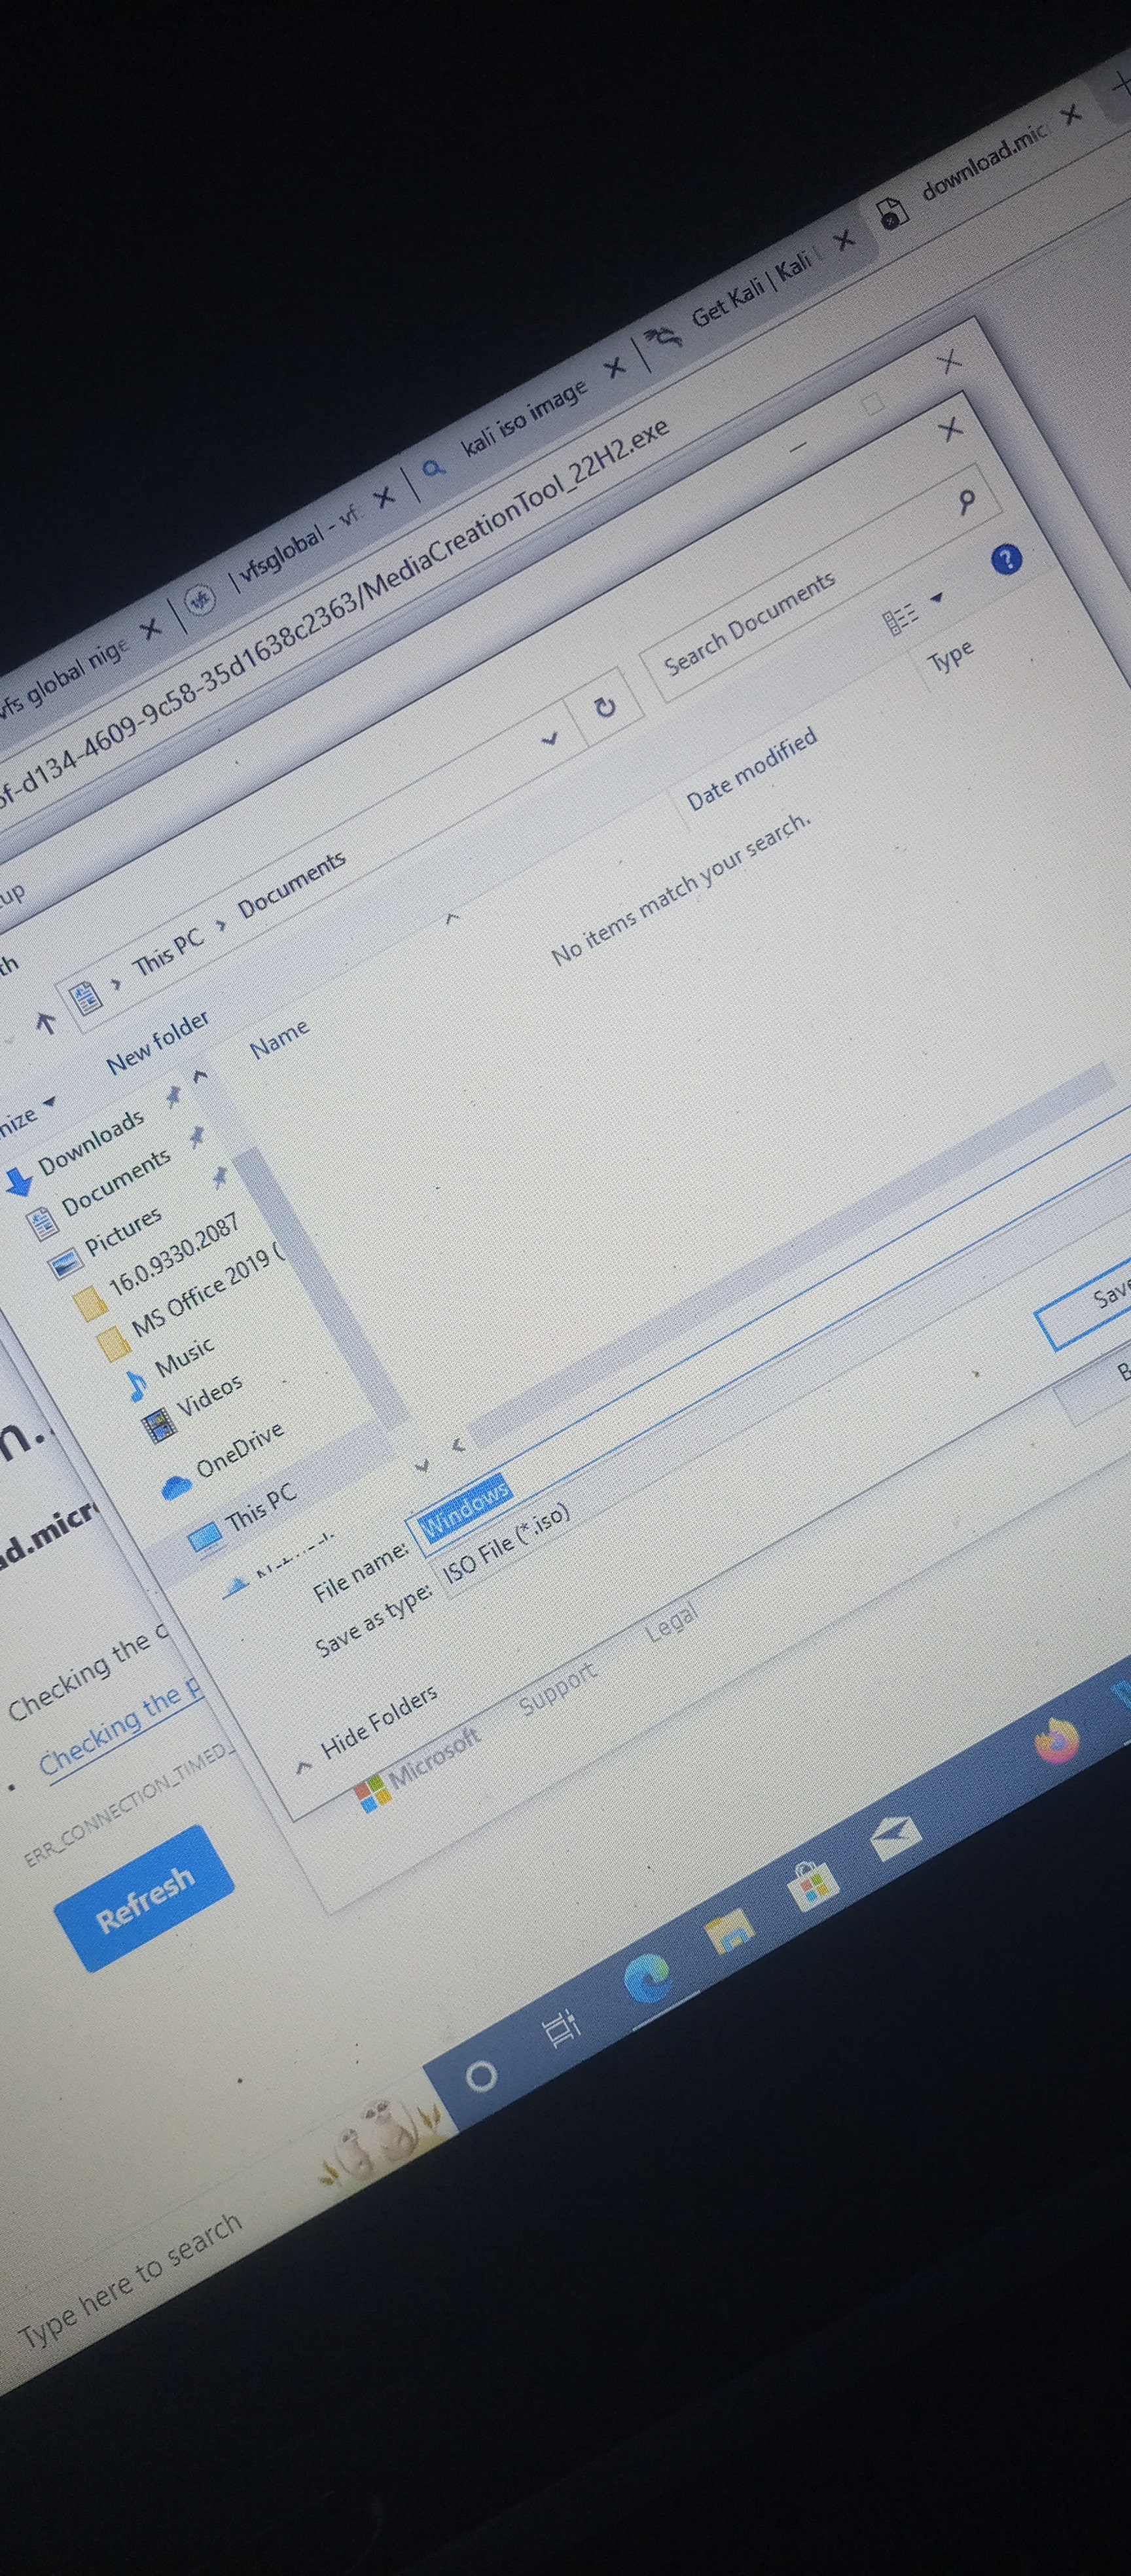 vfs global nige
| vfsglobal - vf
kali iso image
Get Kali | Kali
download.mic
5f-d134-4609-9c58-35d1638c2363/MediaCreationTool_22H2.exe
This PC
Documents
Search Documents
New folder
Name
Date modified
Type
No items match your search.
Downloads
Documents
Pictures
16.0.9330.2087
MS Office 2019 (
Music
Videos
OneDrive
This PC
File name:
Windows
Save as type:
ISO File (*.iso)
Save
Hide Folders
Microsoft
Support
Legal
ad.micr
Checking the c
Checking the p
ERR_CONNECTION_TIMED_
Refresh
Type here to search